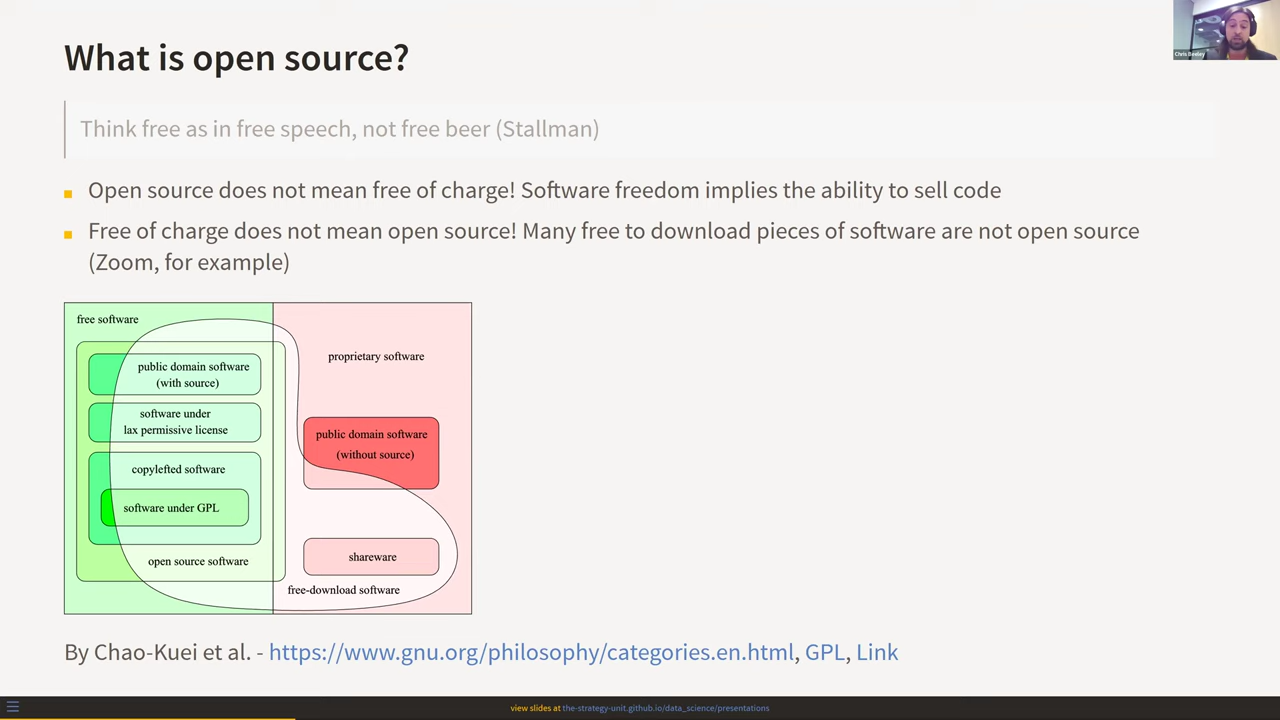 What is open source?
Chris Beeley
Think free as in free speech, not free beer (Stallman)
Open source does not mean free of charge! Software freedom implies the ability to sell code
Free of charge does not mean open source! Many free to download pieces of software are not open source
(Zoom, for example)
free software
proprietary software
public domain software
(with source)
software under
lax permissive license
public domain software
(without source)
copylefted software
software under GPL
shareware
open source software
free-download software
By Chao-Kuei et al. - https://www.gnu.org/philosophy/categories.en.html, GPL, Link
view slides at the-strategy-unit.github.io/data_science/presentations